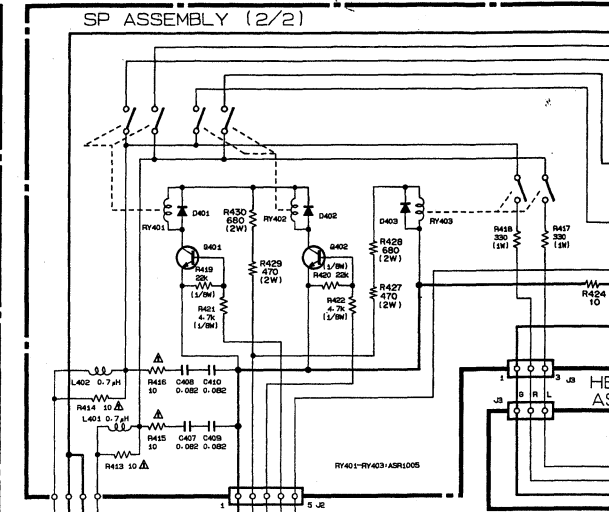 SP ASSEMBLY (2/2)
D401
RY401
R430
680
(2W)
RY402
D402
D403
RY403
R418
330
(1W)
R417
330
(1W)
Q401
R419
22k
(1/8W)
R421
4.7k
(1/8W)
R429
470
(2W)
Q402
(1/8W)
R420 22k
R422
4.7k
(1/8W)
R428
680
(2W)
R427
470
(2W)
R424
10
L402 0.7μH
R416
10
C408
0.082
C410
0.082
R414 10
L401 0.7μH
R415
10
C407
0.082
C409
0.082
R413 10
RY401-RY403:ASR1005
1
5 J2
1
3 J3
G R L
J3
HE
AS